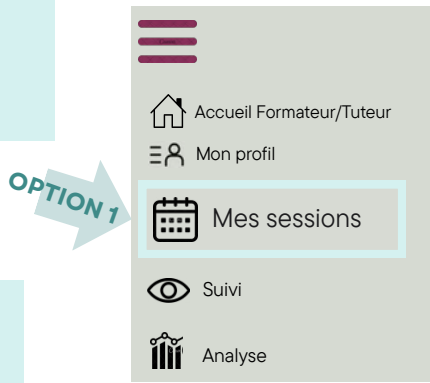 Accueil Formateur/Tuteur
Mon profil
OPTION 1
Mes sessions
Suivi
Analyse